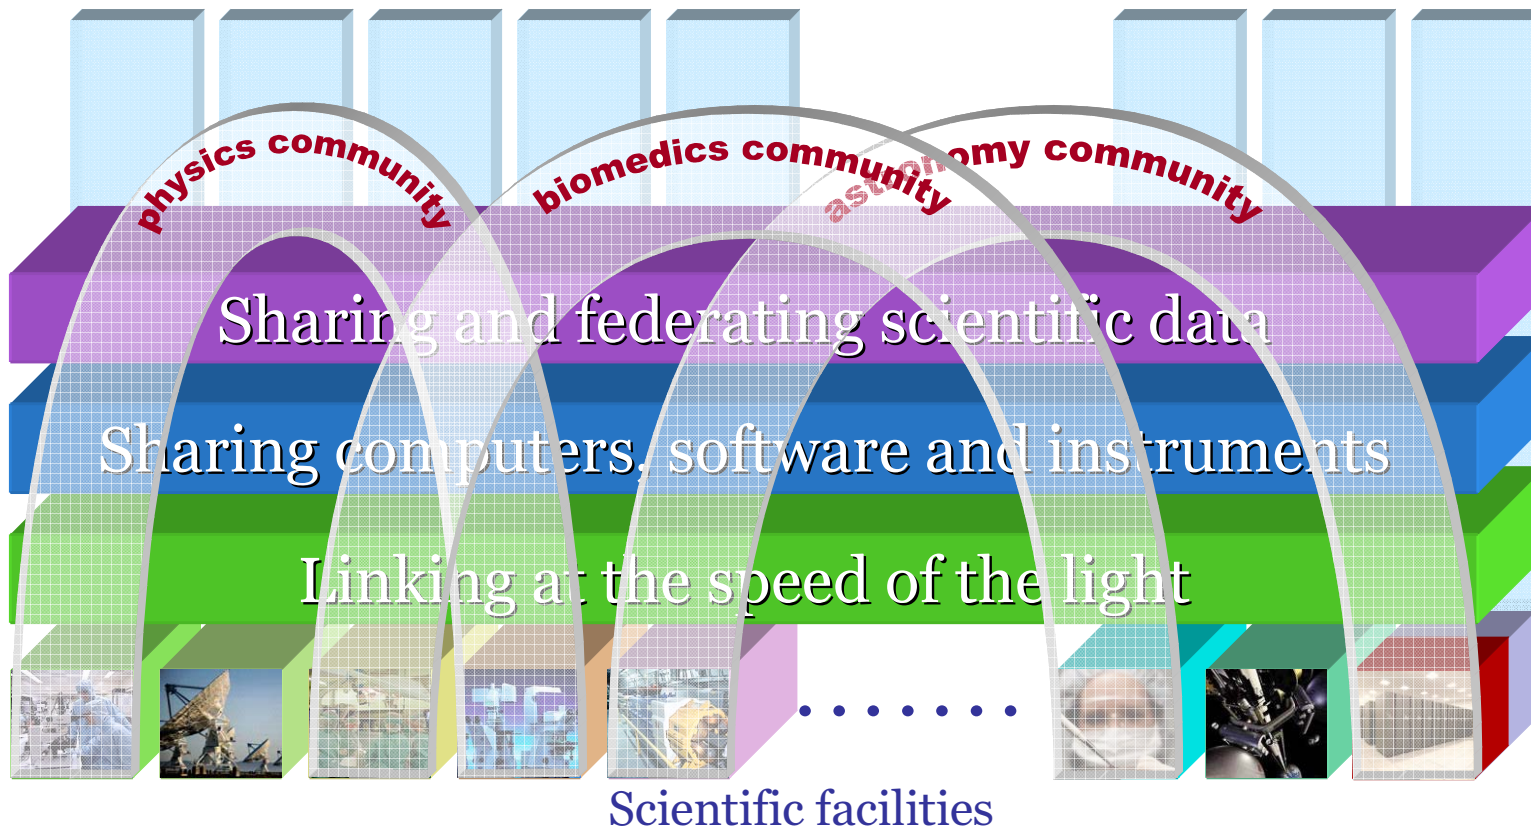 physics community
biomedics community
astronomy community
Sharing and federating scientific data
Sharing computers, software and instruments
Linking at the speed of the light
Scientific facilities